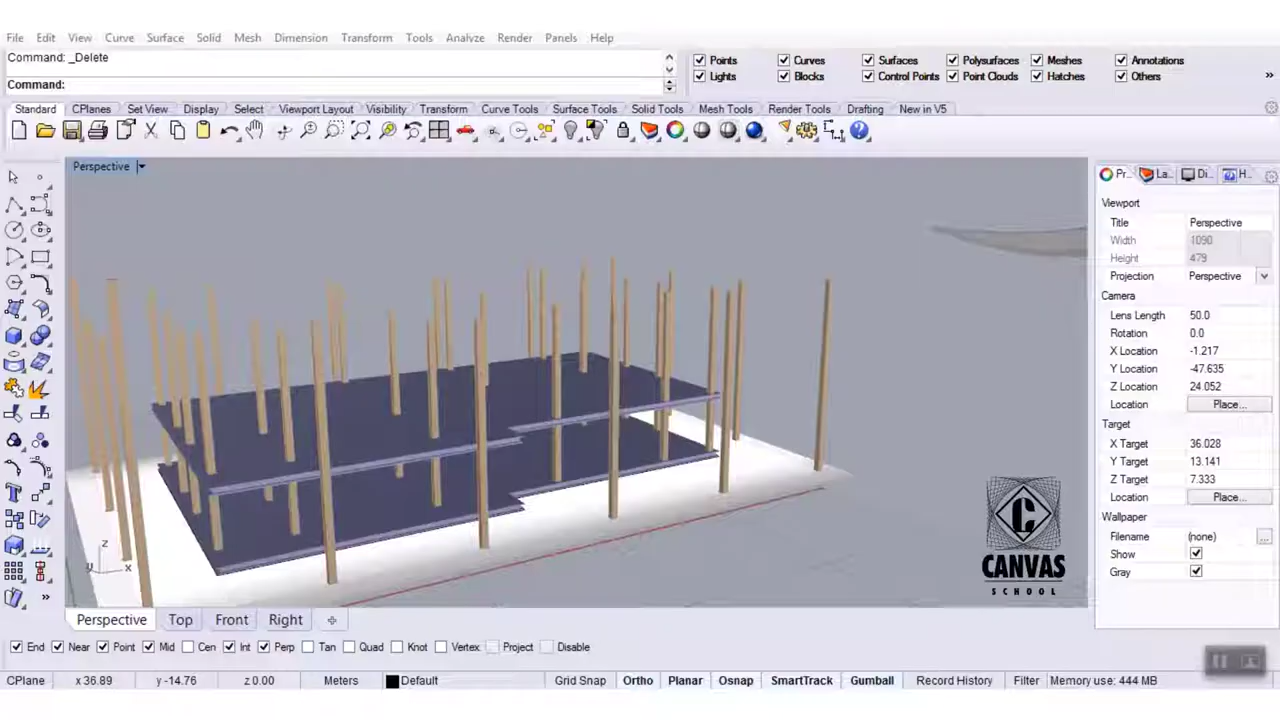 File Edit View Curve Surface Solid Mesh Dimension Transform Tools Analyze Render Panels Help
Command: _Delete
Command:
Points Curves Surfaces Polysurfaces Meshes Annotations
Lights Blocks Control Points Point Clouds Hatches Others
Standard CPlanes Set View Display Select Viewport Layout Visibility Transform Curve Tools Surface Tools Solid Tools Mesh Tools Render Tools Drafting New in V5
Perspective
Pr... La... Di... H...
Viewport
Title Perspective
Width 1090
Height 479
Projection Perspective
Camera
Lens Length 50.0
Rotation 0.0
X Location -1.217
Y Location -47.635
Z Location 24.052
Location Place...
Target
X Target 36.028
Y Target 13.141
Z Target 7.333
Location Place...
Wallpaper
Filename (none) ...
Show
Gray
z
y x
C
CANVAS
SCHOOL
Perspective Top Front Right
End Near Point Mid Cen Int Perp Tan Quad Knot Vertex Project Disable
CPlane x 36.89 y -14.76 z 0.00 Meters Default Grid Snap Ortho Planar Osnap SmartTrack Gumball Record History Filter Memory use: 444 MB